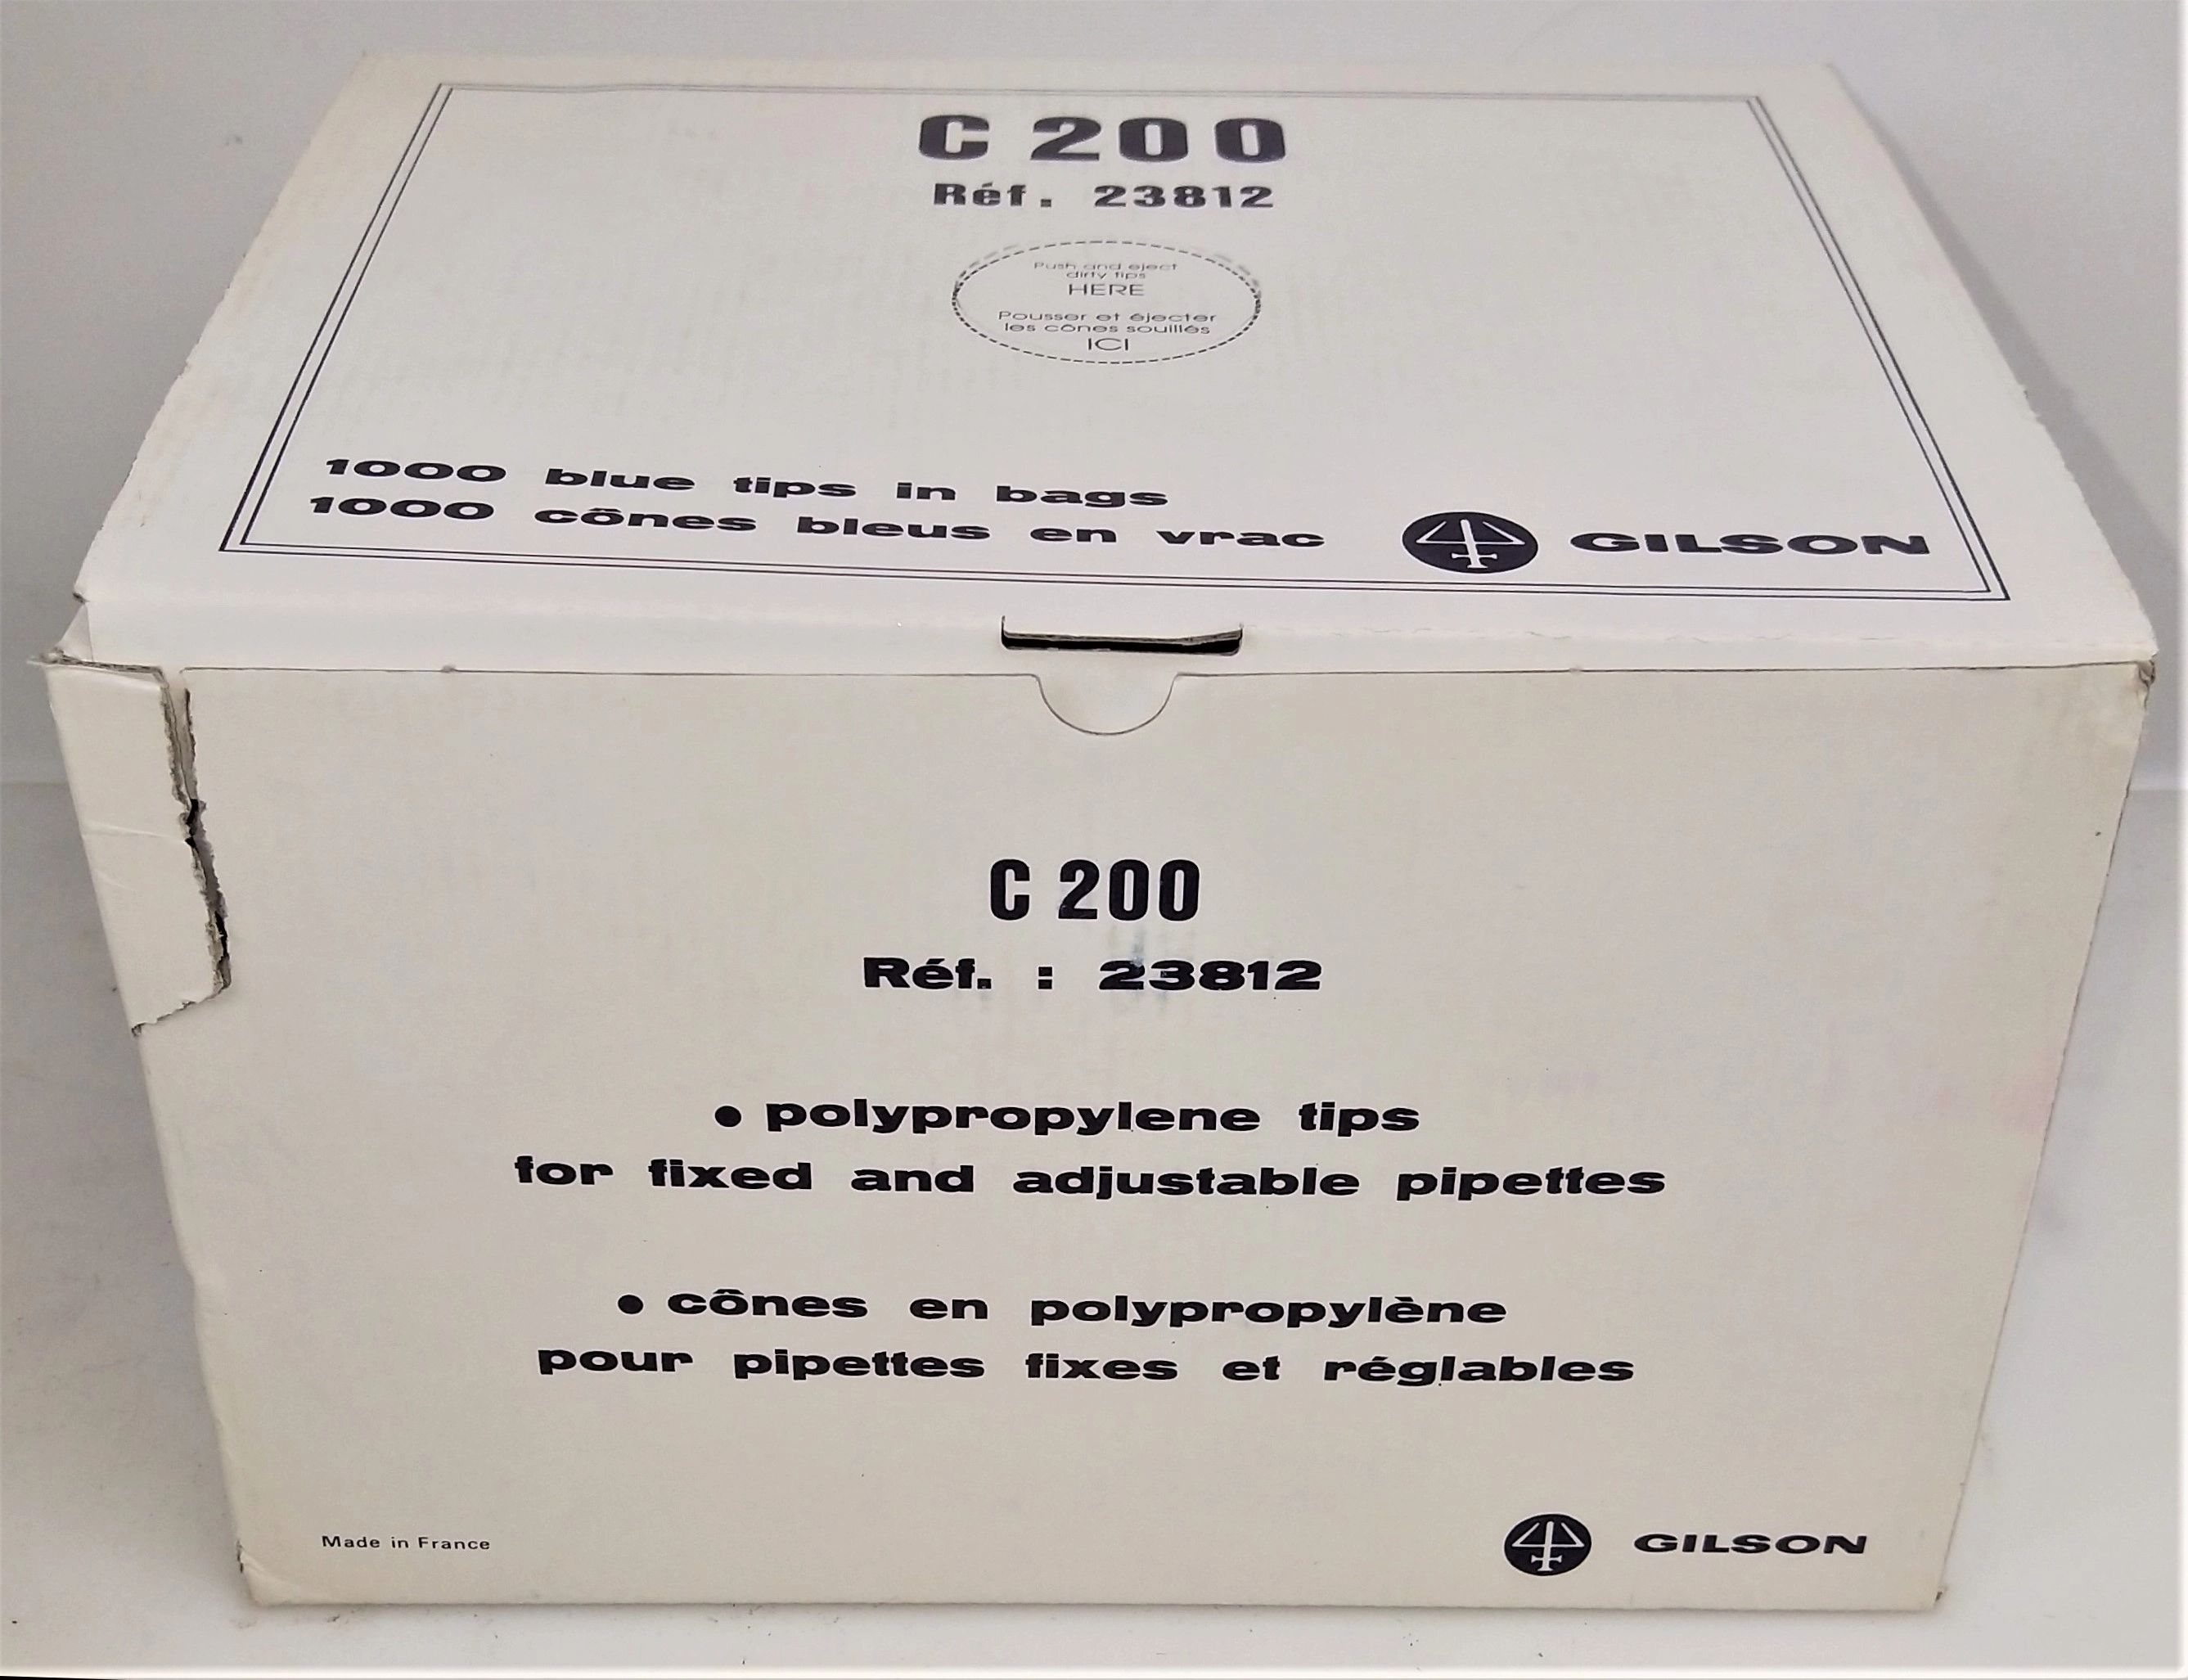 C 200
Réf. 23812
Push and eject
dirty tips
HERE
Pousser et éjecter
les cônes souillés
ICI
1000 blue tips in bags
1000 cônes bleus en vrac
GILSON
C 200
Réf. : 23812
• polypropylene tips
for fixed and adjustable pipettes
• cônes en polypropylène
pour pipettes fixes et réglables
Made in France
GILSON